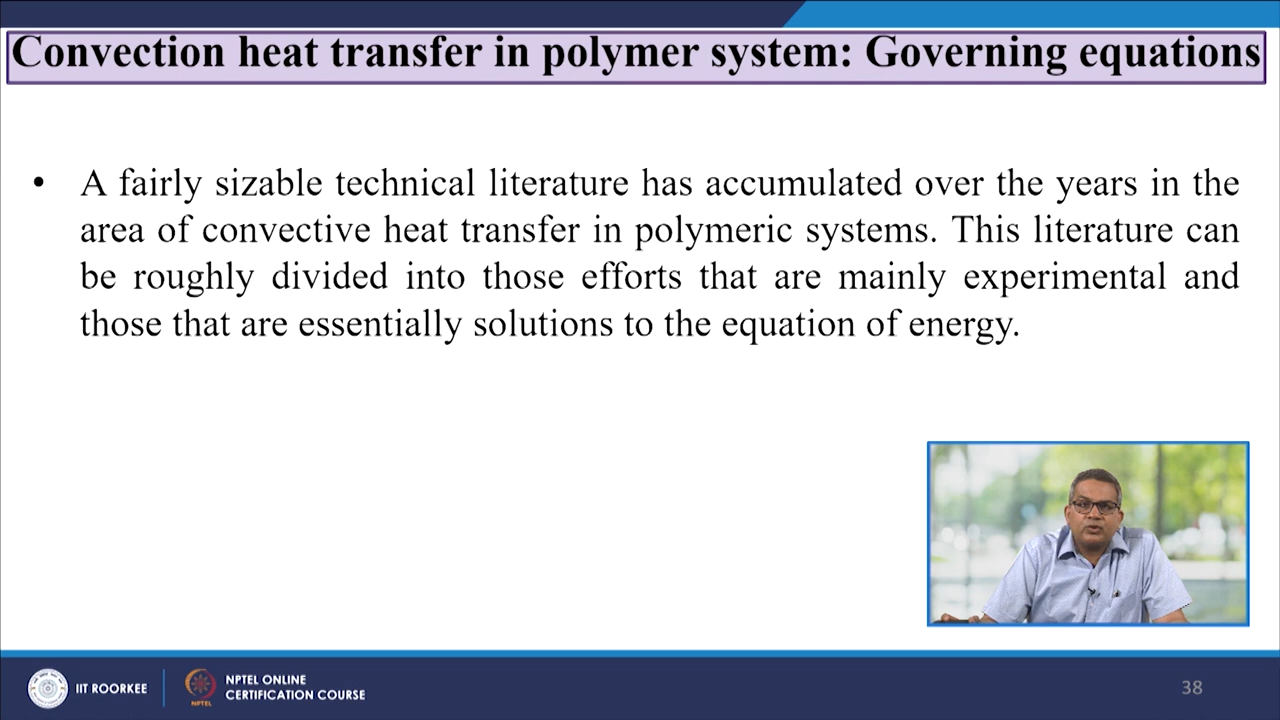 Convection heat transfer in polymer system: Governing equations
• A fairly sizable technical literature has accumulated over the years in the
area of convective heat transfer in polymeric systems. This literature can
be roughly divided into those efforts that are mainly experimental and
those that are essentially solutions to the equation of energy.
IIT ROORKEE
NPTEL
NPTEL ONLINE
CERTIFICATION COURSE
38